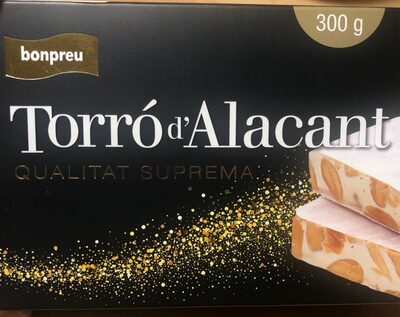 bonpreu
300 g
Torró d'Alacant
QUALITAT SUPREMA